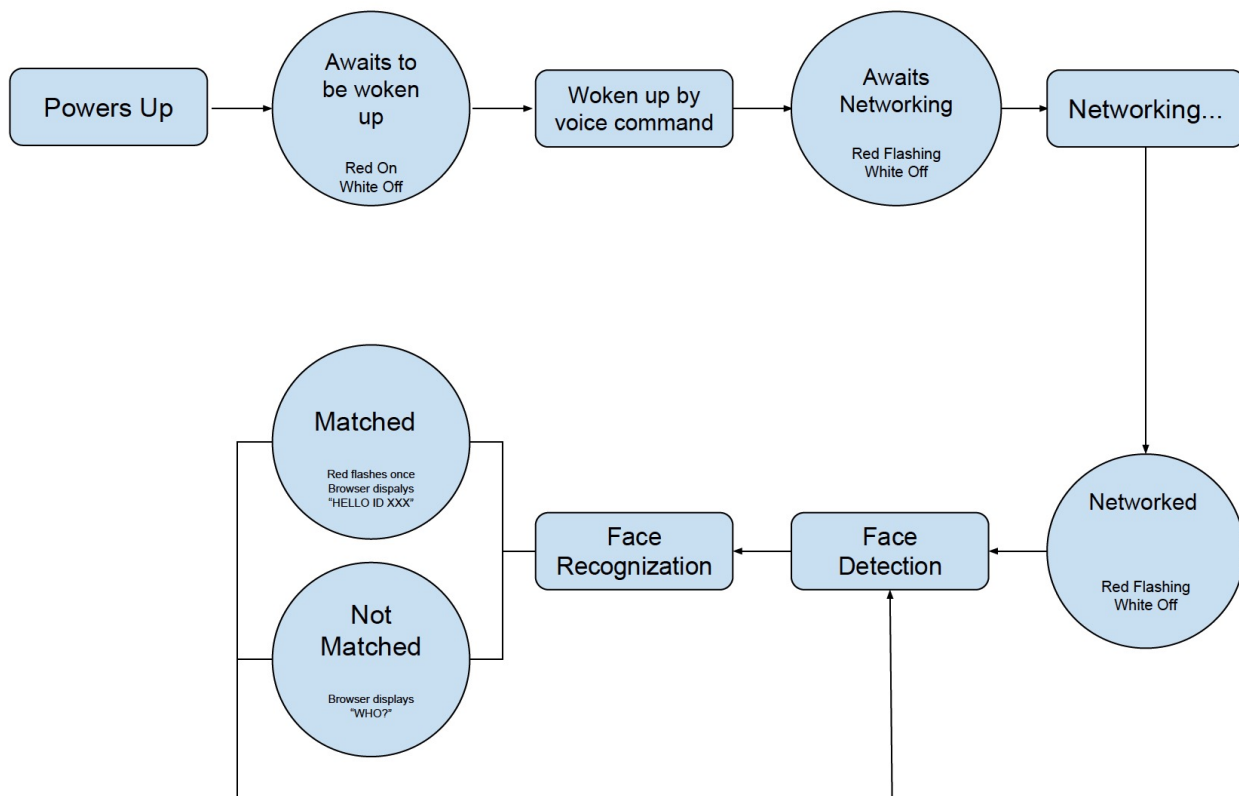 Powers Up
Awaits to
be woken
up
Red On
White Off
Woken up by
voice command
Awaits
Networking
Red Flashing
White Off
Networking...
Matched
Red flashes once
Browser dispalys
"HELLO ID XXX"
Face
Recognization
Face
Detection
Networked
Red Flashing
White Off
Not
Matched
Browser displays
"WHO?"